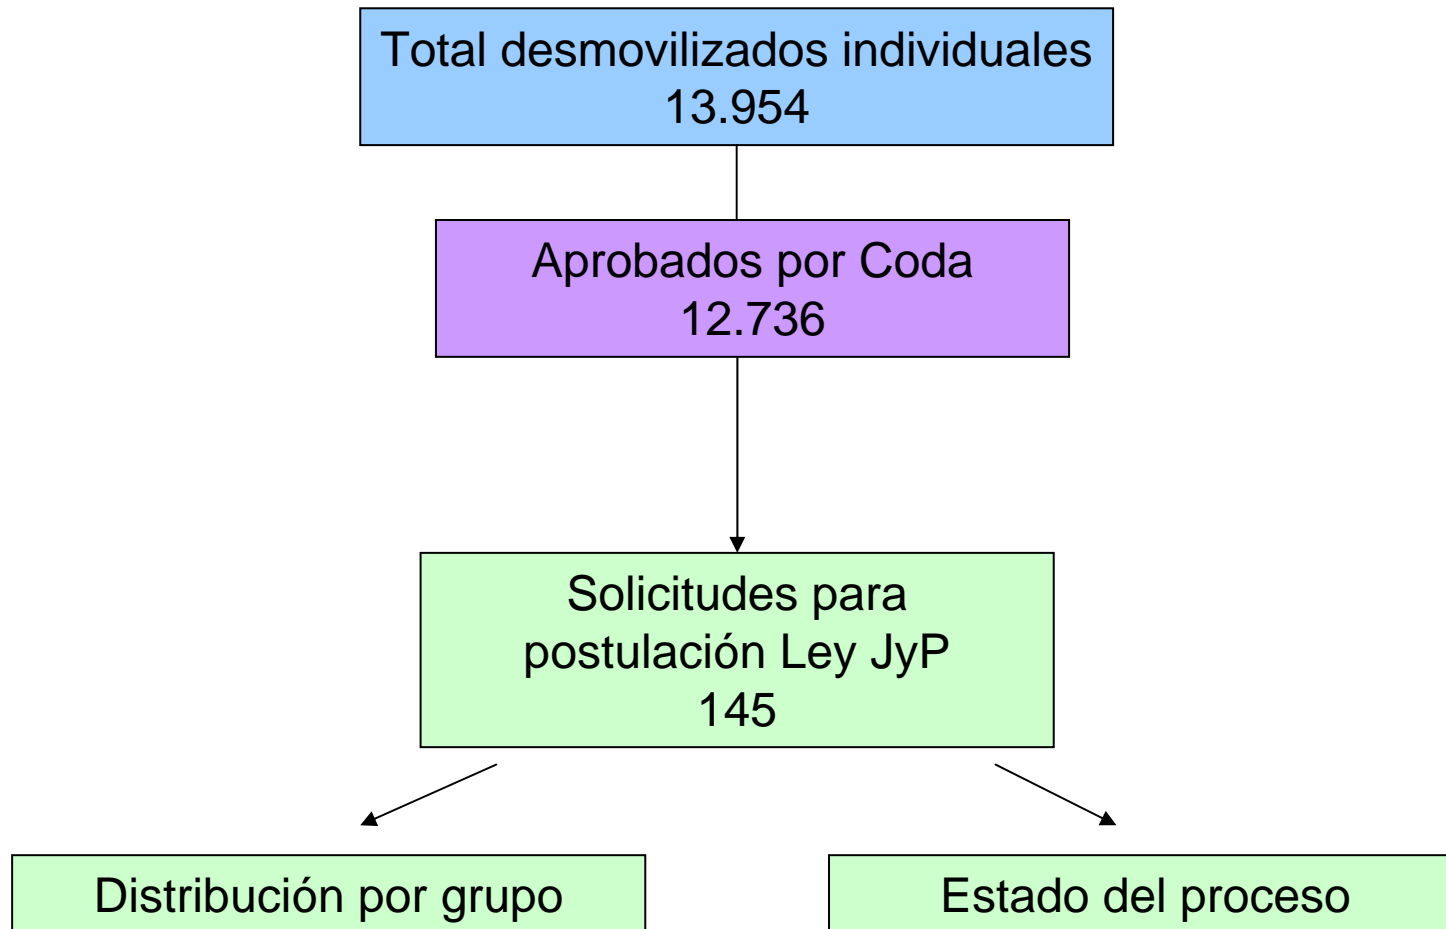 Total desmovilizados individuales
13.954
Aprobados por Coda
12.736
Solicitudes para
postulación Ley JyP
145
Distribución por grupo
Estado del proceso